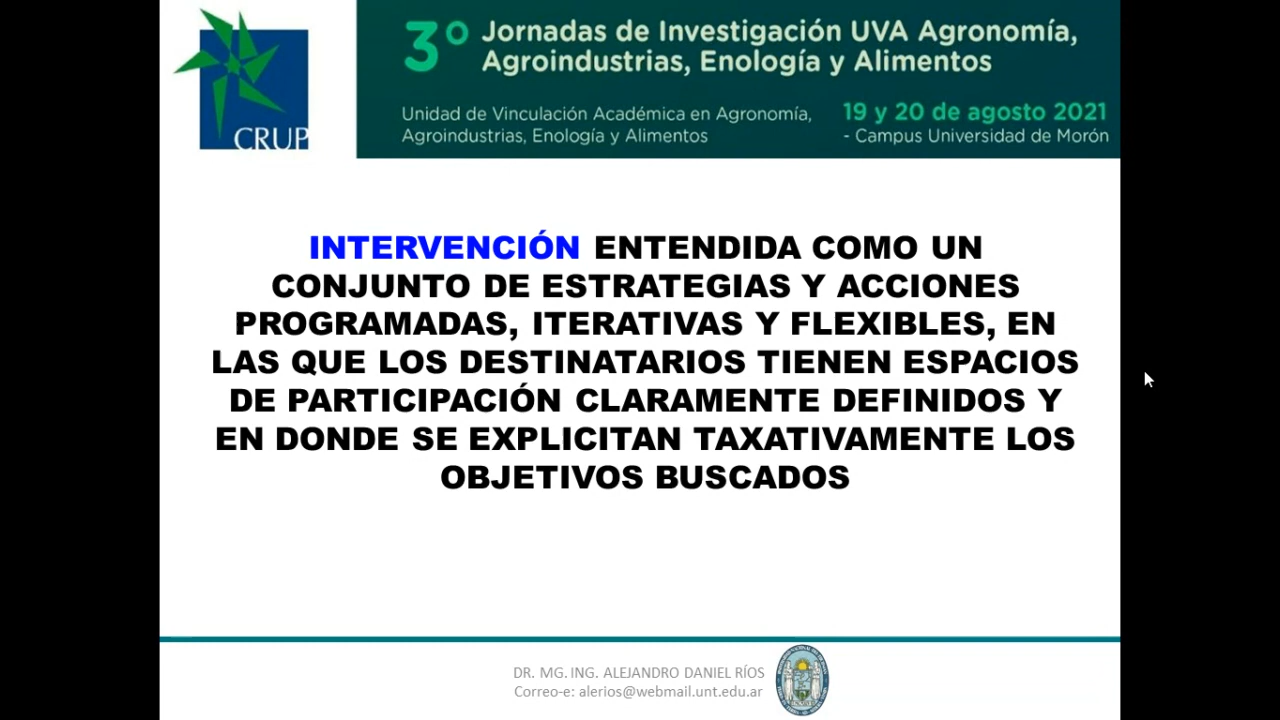 CRUP
3° Jornadas de Investigación UVA Agronomía,
Agroindustrias, Enología y Alimentos
Unidad de Vinculación Académica en Agronomía,
Agroindustrias, Enología y Alimentos
19 y 20 de agosto 2021
- Campus Universidad de Morón
INTERVENCIÓN ENTENDIDA COMO UN
CONJUNTO DE ESTRATEGIAS Y ACCIONES
PROGRAMADAS, ITERATIVAS Y FLEXIBLES, EN
LAS QUE LOS DESTINATARIOS TIENEN ESPACIOS
DE PARTICIPACIÓN CLARAMENTE DEFINIDOS Y
EN DONDE SE EXPLICITAN TAXATIVAMENTE LOS
OBJETIVOS BUSCADOS
DR. MG. ING. ALEJANDRO DANIEL RÍOS
Correo-e: alerios@webmail.unt.edu.ar